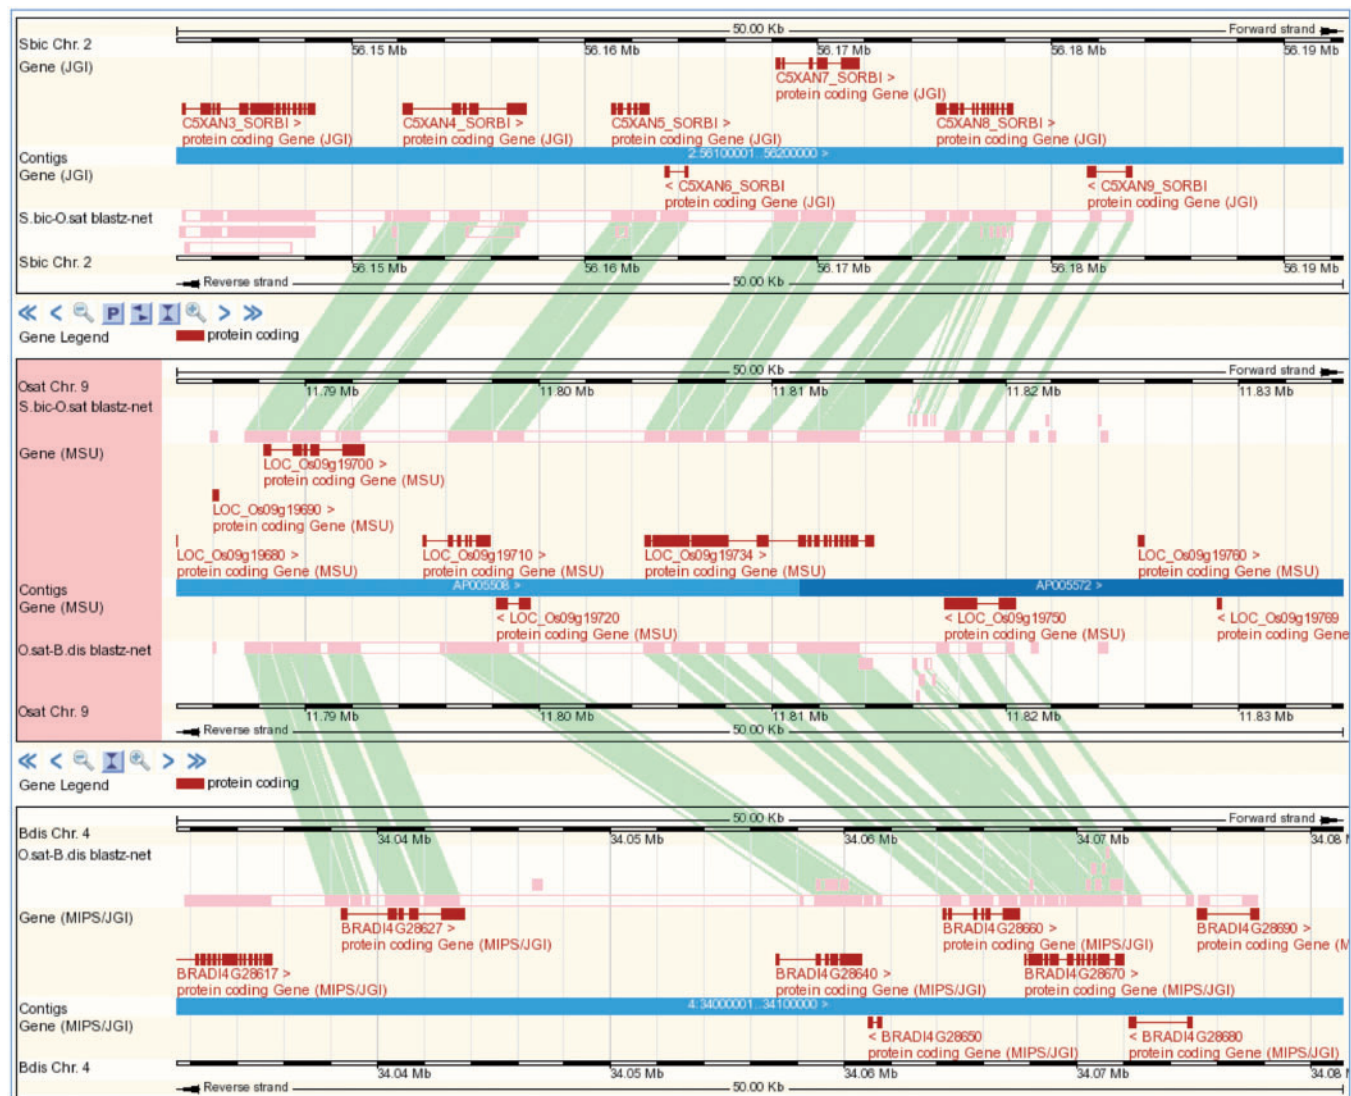 50.00 Kb Forward strand
Sbic Chr. 2
56.15 Mb 56.16 Mb 56.17 Mb 56.18 Mb 56.19 Mb
Gene (JGI)
C5XAN7_SORBI >
protein coding Gene (JGI)
C5XAN3_SORBI > C5XAN4_SORBI > C5XAN5_SORBI > C5XAN8_SORBI >
protein coding Gene (JGI) protein coding Gene (JGI) protein coding Gene (JGI) protein coding Gene (JGI)
Contigs 2:56100001..56200000 >
Gene (JGI)
< C5XAN6_SORBI < C5XAN9_SORBI
protein coding Gene (JGI) protein coding Gene (JGI)
S.bic-O.sat blastz-net
Sbic Chr. 2
56.15 Mb 56.16 Mb 56.17 Mb 56.18 Mb 56.19 Mb
Reverse strand 50.00 Kb
P
Gene Legend protein coding
50.00 Kb Forward strand
Osat Chr. 9
11.79 Mb 11.80 Mb 11.81 Mb 11.82 Mb 11.83 Mb
S.bic-O.sat blastz-net
Gene (MSU)
LOC_Os09g19700 >
protein coding Gene (MSU)
LOC_Os09g19690 >
protein coding Gene (MSU)
LOC_Os09g19680 > LOC_Os09g19710 > LOC_Os09g19734 > LOC_Os09g19760 >
protein coding Gene (MSU) protein coding Gene (MSU) protein coding Gene (MSU) protein coding Gene (MSU)
Contigs AP005508 > AP005572 >
Gene (MSU)
< LOC_Os09g19720 < LOC_Os09g19750 < LOC_Os09g19769
protein coding Gene (MSU) protein coding Gene (MSU) protein coding Gene
O.sat-B.dis blastz-net
Osat Chr. 9
11.79 Mb 11.80 Mb 11.81 Mb 11.82 Mb 11.83 Mb
Reverse strand 50.00 Kb
Gene Legend protein coding
50.00 Kb Forward strand
Bdis Chr. 4
34.04 Mb 34.05 Mb 34.06 Mb 34.07 Mb 34.08
O.sat-B.dis blastz-net
Gene (MIPS/JGI)
BRADI4G28627 > BRADI4G28660 > BRADI4G28690 >
protein coding Gene (MIPS/JGI) protein coding Gene (MIPS/JGI) protein coding Gene (M
BRADI4G28617 > BRADI4G28640 > BRADI4G28670 >
protein coding Gene (MIPS/JGI) protein coding Gene (MIPS/JGI) protein coding Gene (MIPS/JGI)
Contigs 4:34000001..34100000 >
Gene (MIPS/JGI)
< BRADI4G28650 < BRADI4G28680
protein coding Gene (MIPS/JGI) protein coding Gene (MIPS/JGI)
Bdis Chr. 4
34.04 Mb 34.05 Mb 34.06 Mb 34.07 Mb 34.08
Reverse strand 50.00 Kb